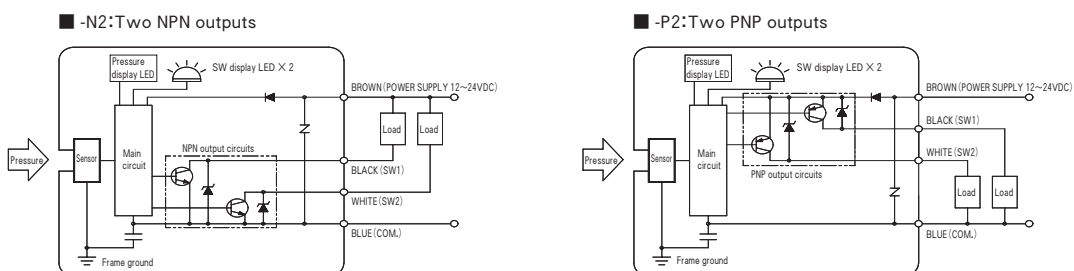 ■ -N2:Two NPN outputs
Pressure
display LED
SW display LED × 2
BROWN(POWER SUPPLY 12~24VDC)
Load
Load
NPN output circuits
Pressure
Sensor
Main
circuit
BLACK(SW1)
WHITE(SW2)
BLUE(COM.)
Frame ground
■ -P2:Two PNP outputs
Pressure
display LED
SW display LED × 2
BROWN(POWER SUPPLY 12~24VDC)
BLACK(SW1)
Pressure
Sensor
Main
circuit
WHITE(SW2)
PNP output circuits
Load
Load
BLUE(COM.)
Frame ground